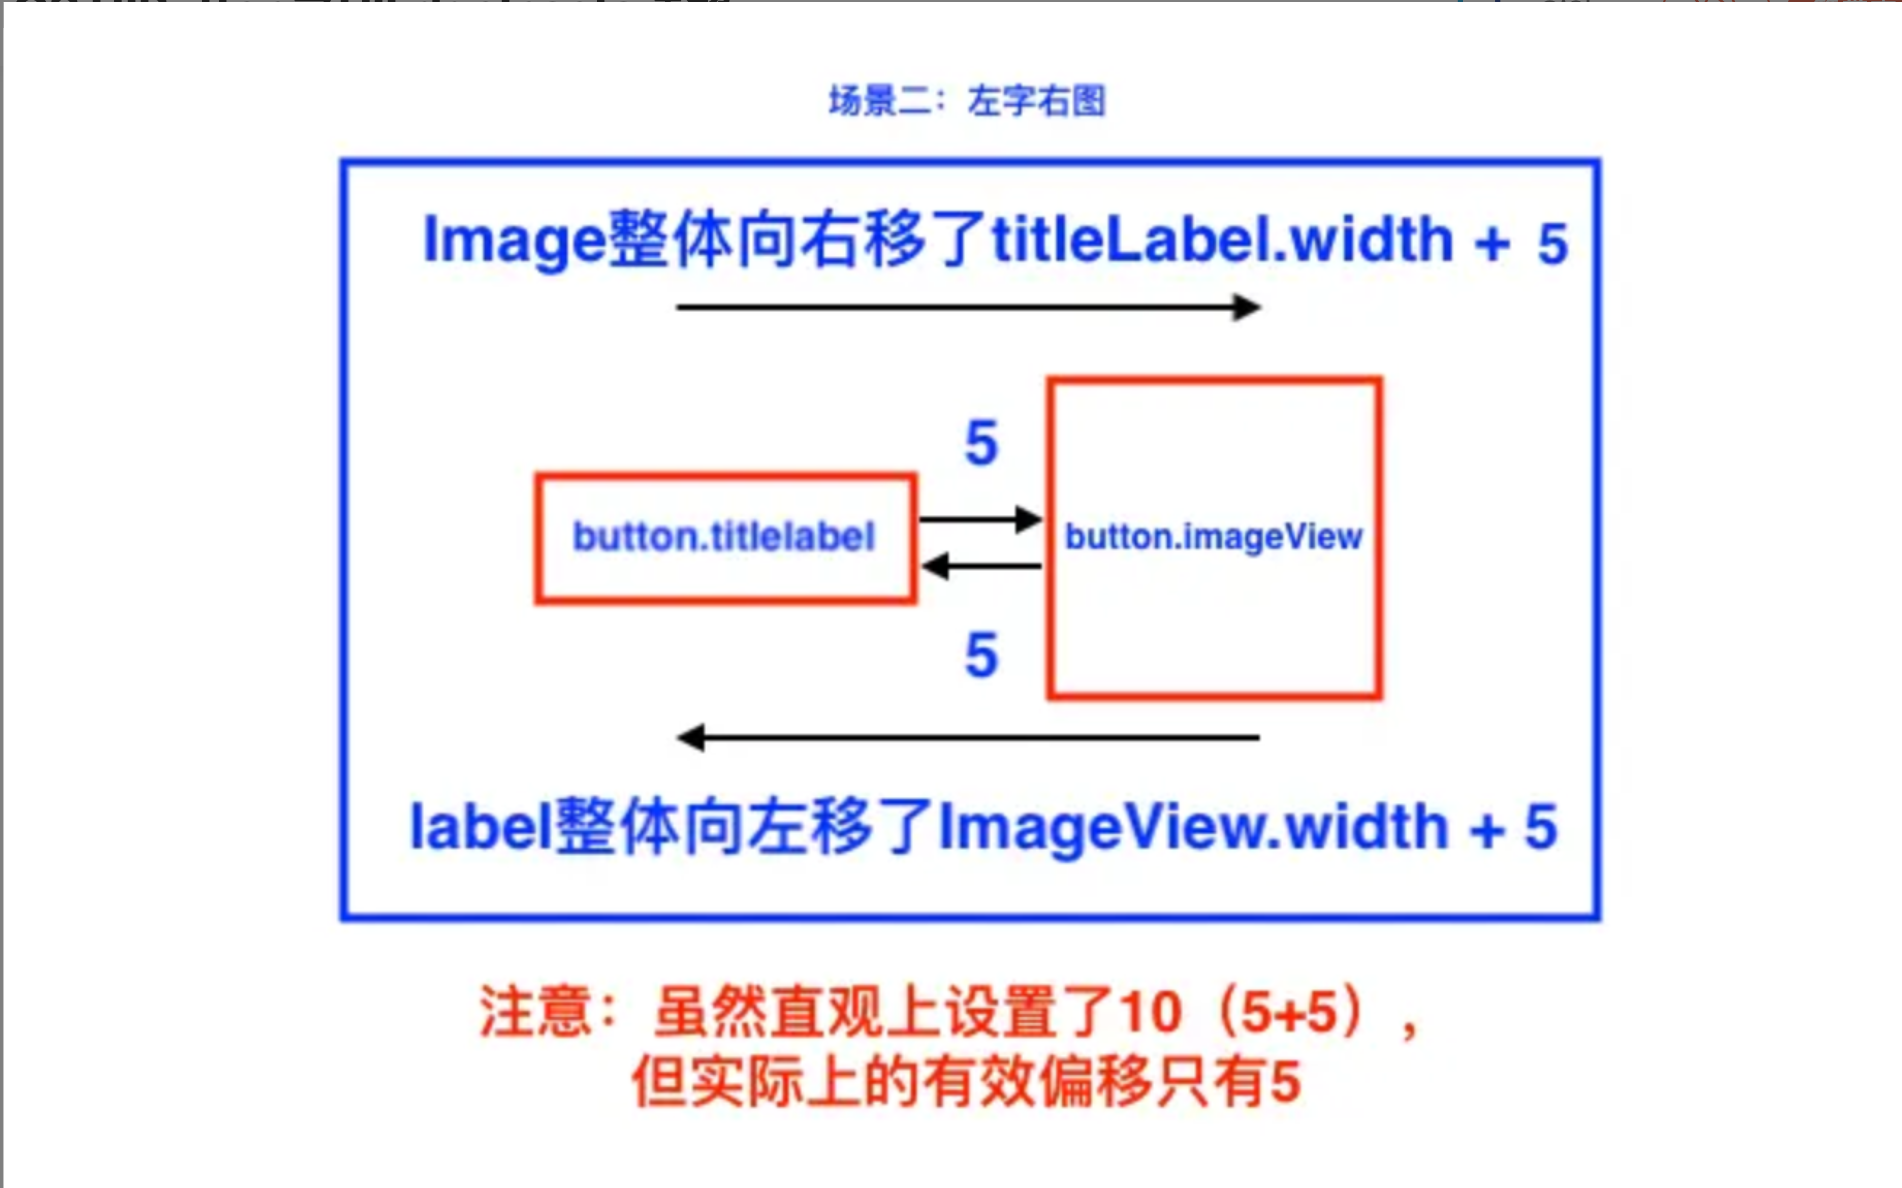 场景二：左字右图
Image整体向右移了titleLabel.width + 5
5
button.titlelabel
button.imageView
5
label整体向左移了ImageView.width + 5
注意：虽然直观上设置了10（5+5），
但实际上的有效偏移只有5